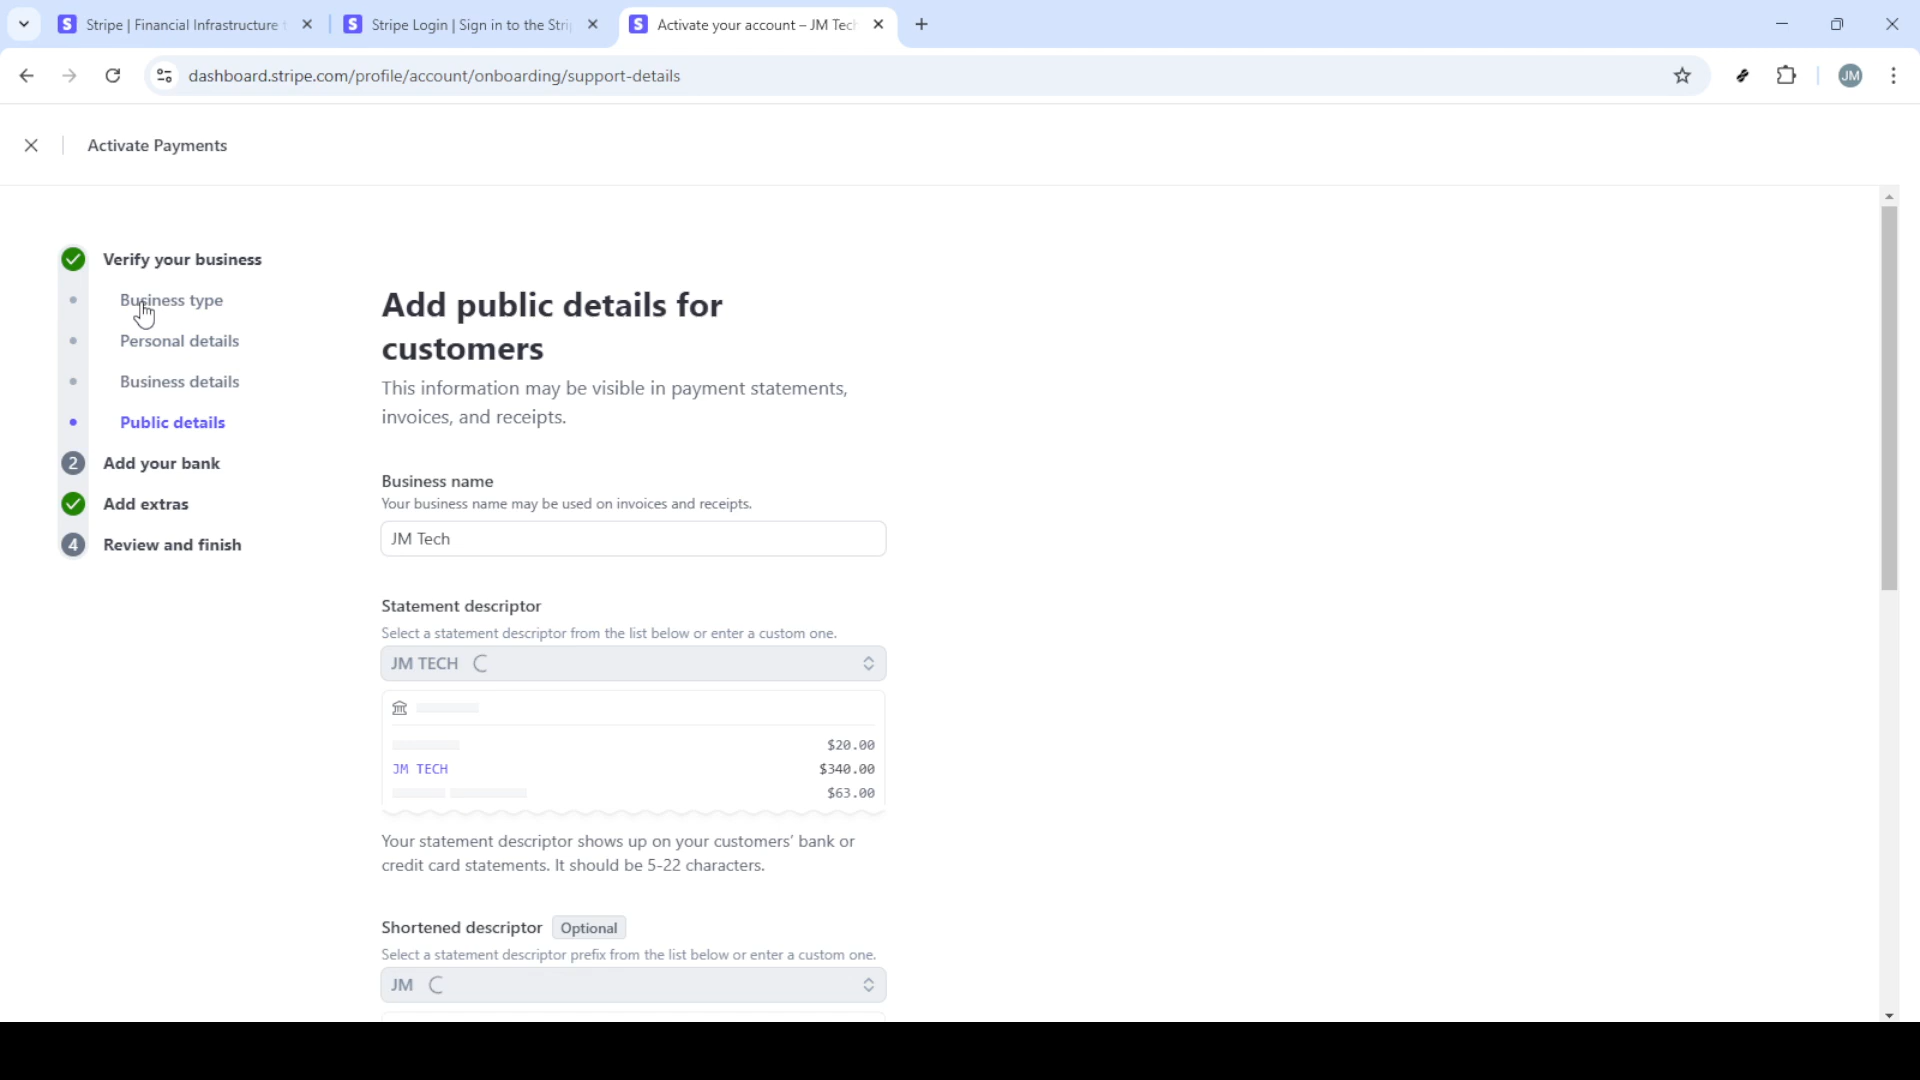 Stripe | Financial Infrastructure
Stripe Login | Sign in to the Stri
Activate your account – JM Tec
dashboard.stripe.com/profile/account/onboarding/support-details
JM
Activate Payments
Verify your business
Business type
Personal details
Business details
Public details
2 Add your bank
Add extras
4 Review and finish
Add public details for
customers
This information may be visible in payment statements,
invoices, and receipts.
Business name
Your business name may be used on invoices and receipts.
JM Tech
Statement descriptor
Select a statement descriptor from the list below or enter a custom one.
JM TECH
$20.00
JM TECH $340.00
$63.00
Your statement descriptor shows up on your customers’ bank or
credit card statements. It should be 5-22 characters.
Shortened descriptor Optional
Select a statement descriptor prefix from the list below or enter a custom one.
JM